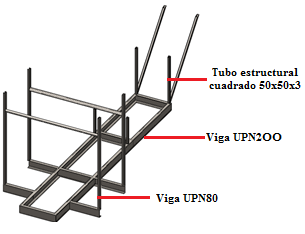 Tubo estructural
cuadrado 50x50x3
Viga UPN2OO
Viga UPN80